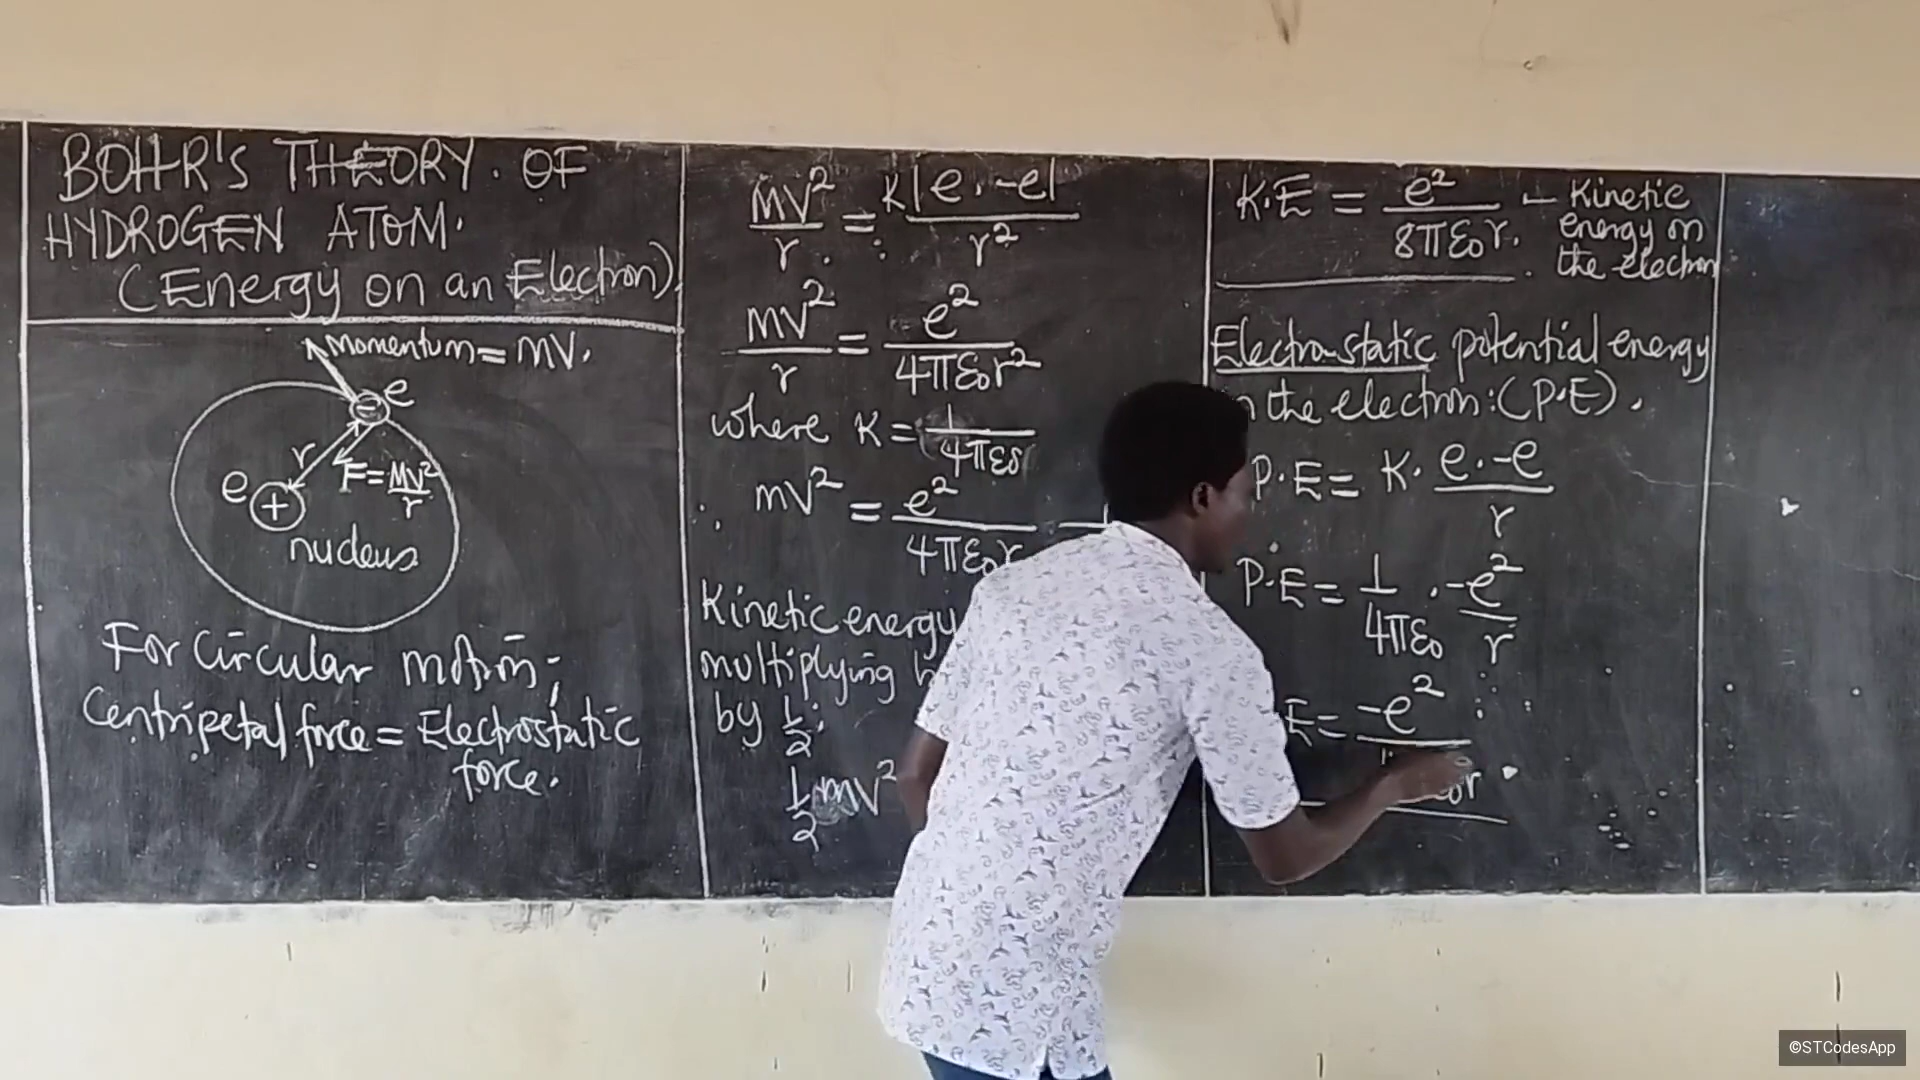 BOHR'S THEORY. OF
HYDROGEN ATOM.
(Energy on an Electron).
Momentum = MV.
e
r
F = MV²/r
e
+
nucleus
For Circular motion;
Centripetal force = Electrostatic
force.
MV²/r = K|e.-e|/r²
mv²/r = e²/4πε₀r²
where K = 1/4πε₀
∴ mv² = e²/4πε₀r
Kinetic energy
multiplying
by 1/2;
1/2 mv²
K.E = e²/8πε₀r. – Kinetic
energy on
the electron
Electro-static potential energy
the electron: (P.E).
P.E = K. e.-e/r
P.E = 1/4πε₀ . -e²/r
E = -e²
©STCodesApp